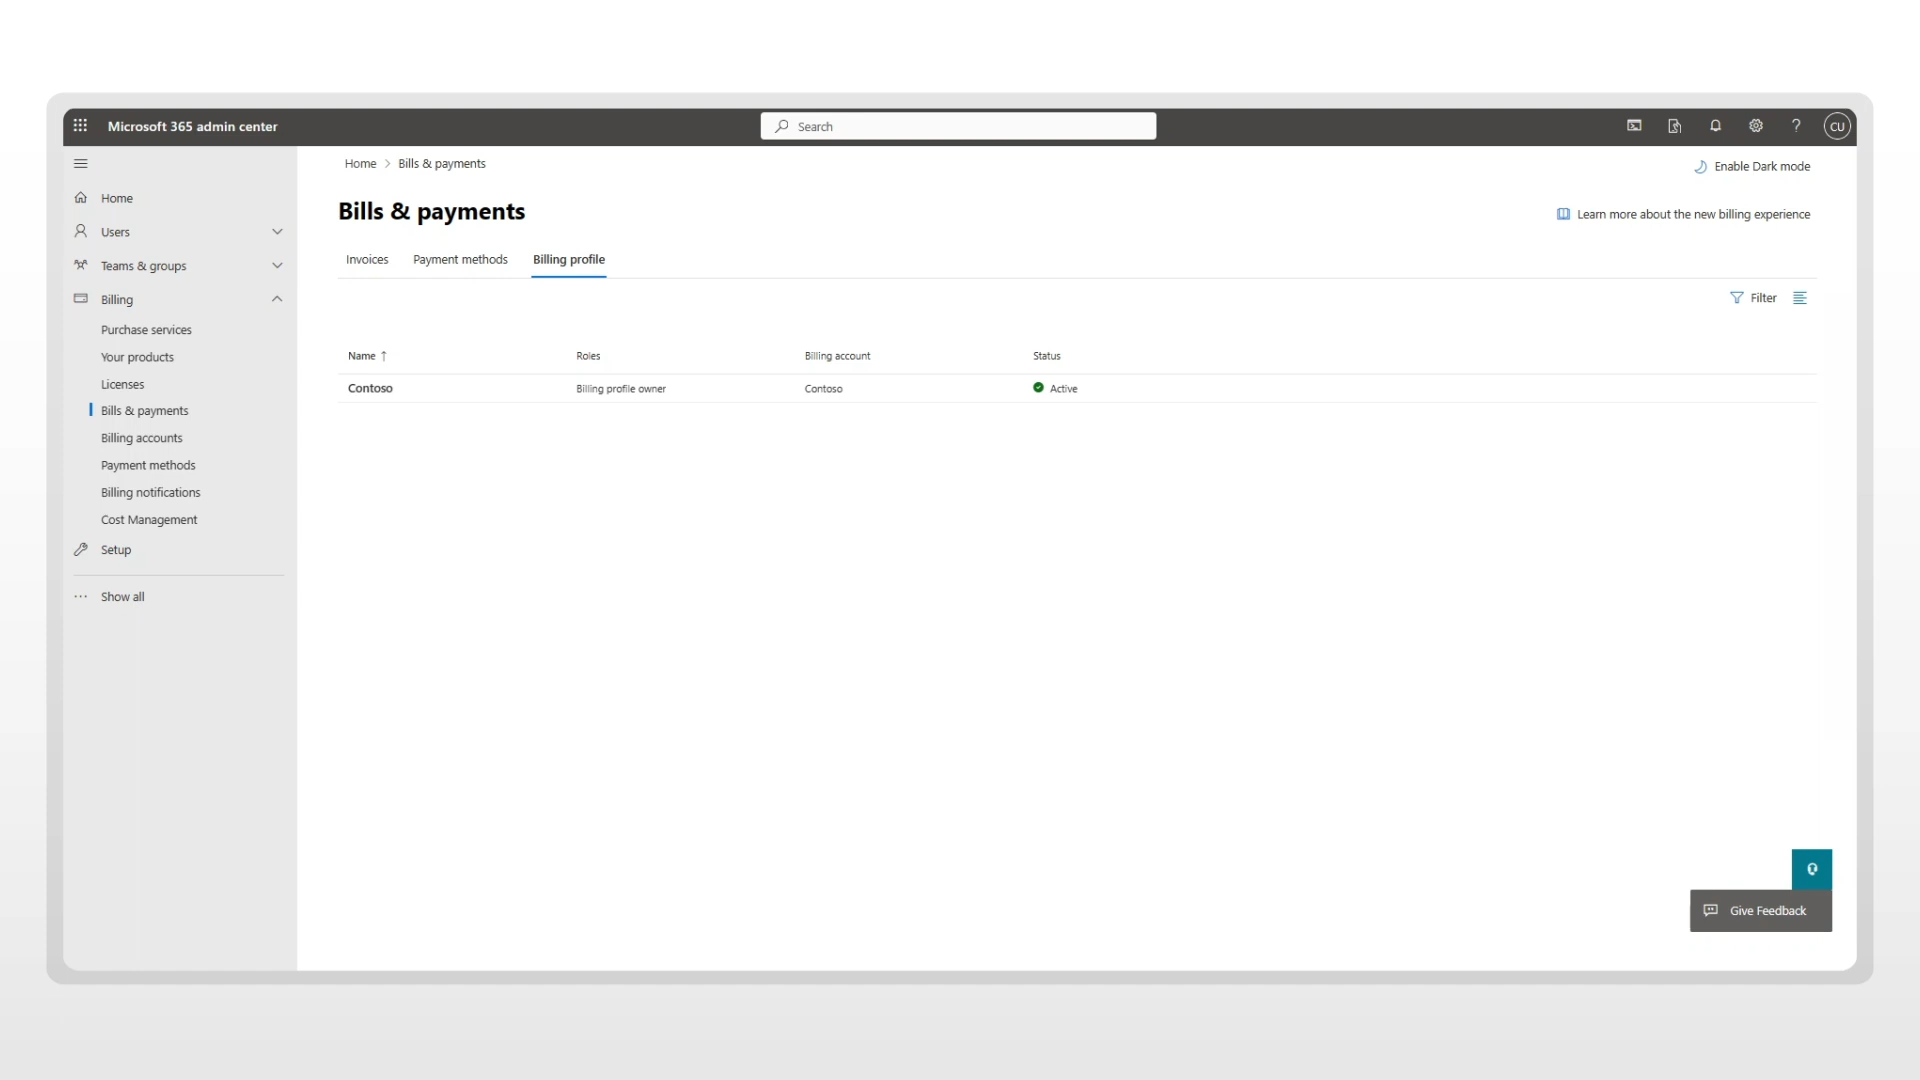 Microsoft 365 admin center
Search
CU
Home > Bills & payments
Enable Dark mode
Home
Users
Teams & groups
Billing
Purchase services
Your products
Licenses
Bills & payments
Billing accounts
Payment methods
Billing notifications
Cost Management
Setup
Show all
Bills & payments
Learn more about the new billing experience
Invoices Payment methods Billing profile
Filter
Name ↑ Roles Billing account Status
Contoso Billing profile owner Contoso Active
Give Feedback